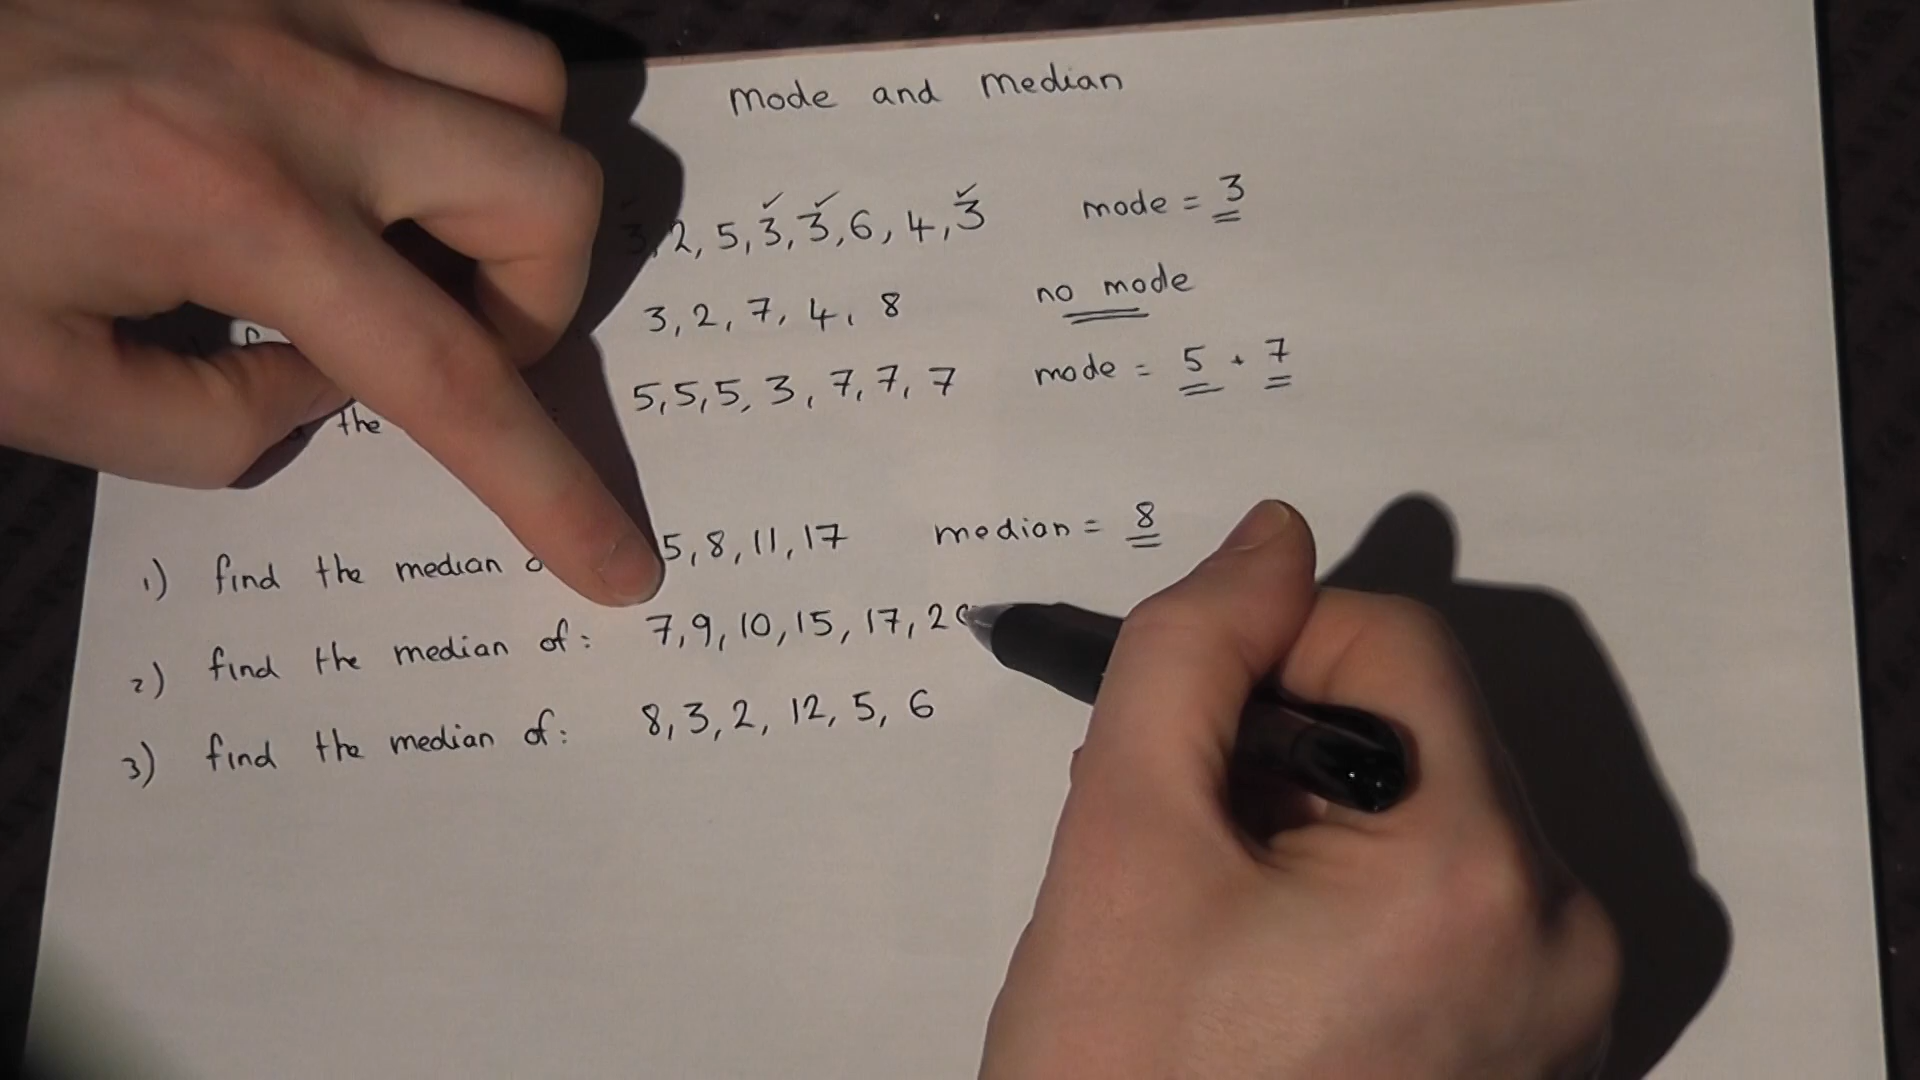 Mode and Median
3, 2, 5, 3, 3, 6, 4, 3 mode = 3
3, 2, 7, 4, 8 no mode
the 5, 5, 5, 3, 7, 7, 7 mode = 5 + 7
1) find the median 5, 8, 11, 17 median = 8
2) find the median of: 7, 9, 10, 15, 17, 2
3) find the median of: 8, 3, 2, 12, 5, 6